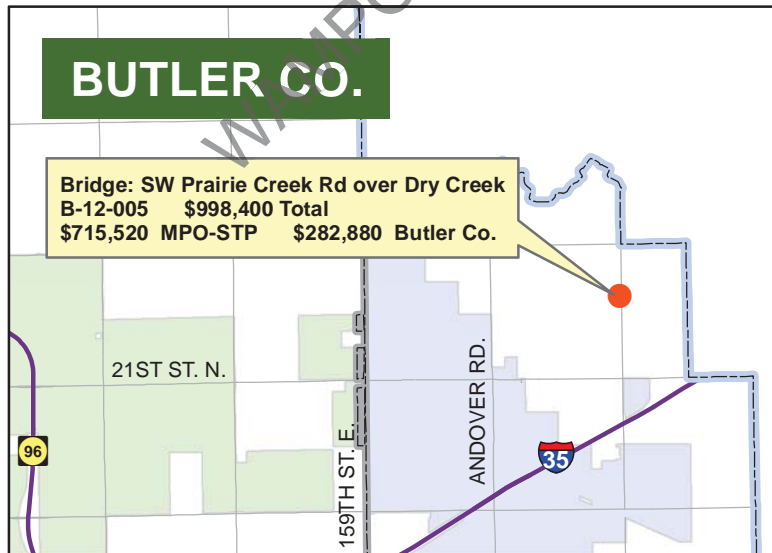 BUTLER CO.
WAMPO
Bridge: SW Prairie Creek Rd over Dry Creek
B-12-005 $998,400 Total
$715,520 MPO-STP $282,880 Butler Co.
21ST ST. N.
159TH ST. E.
ANDOVER RD.
96
35